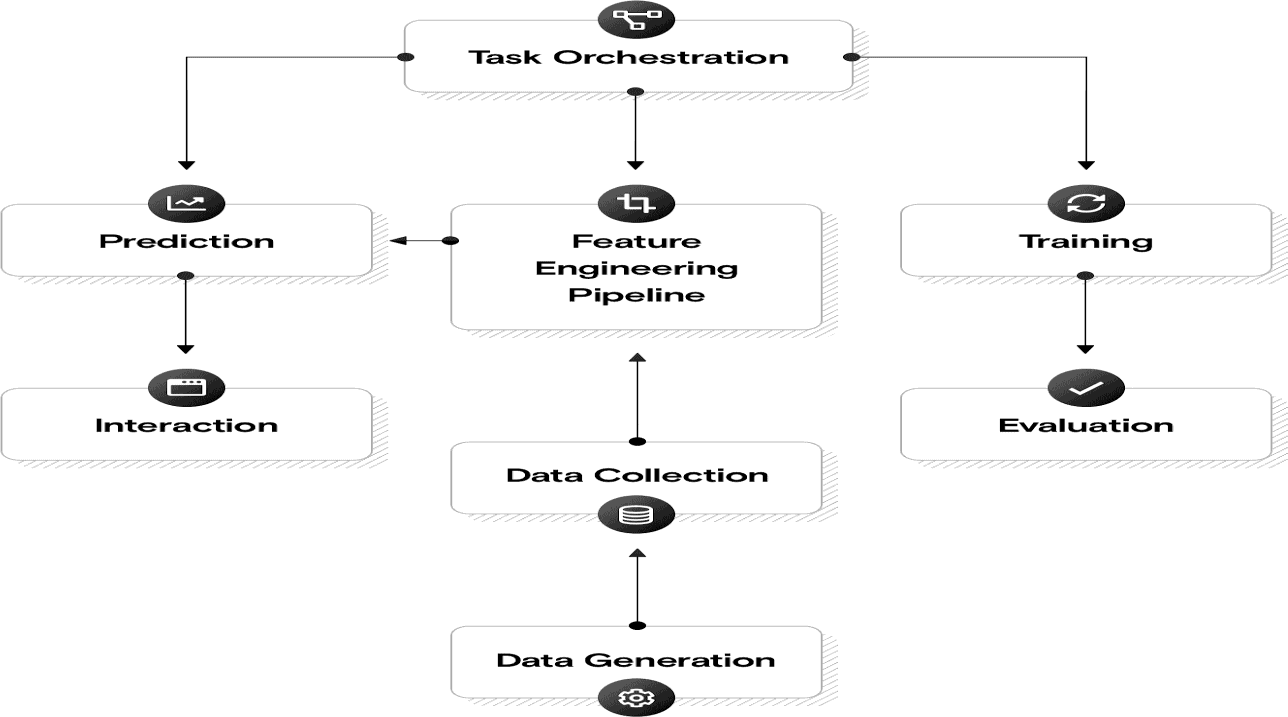 Task Orchestration
Prediction
Feature
Engineering
Pipeline
Training
Interaction
Evaluation
Data Collection
Data Generation